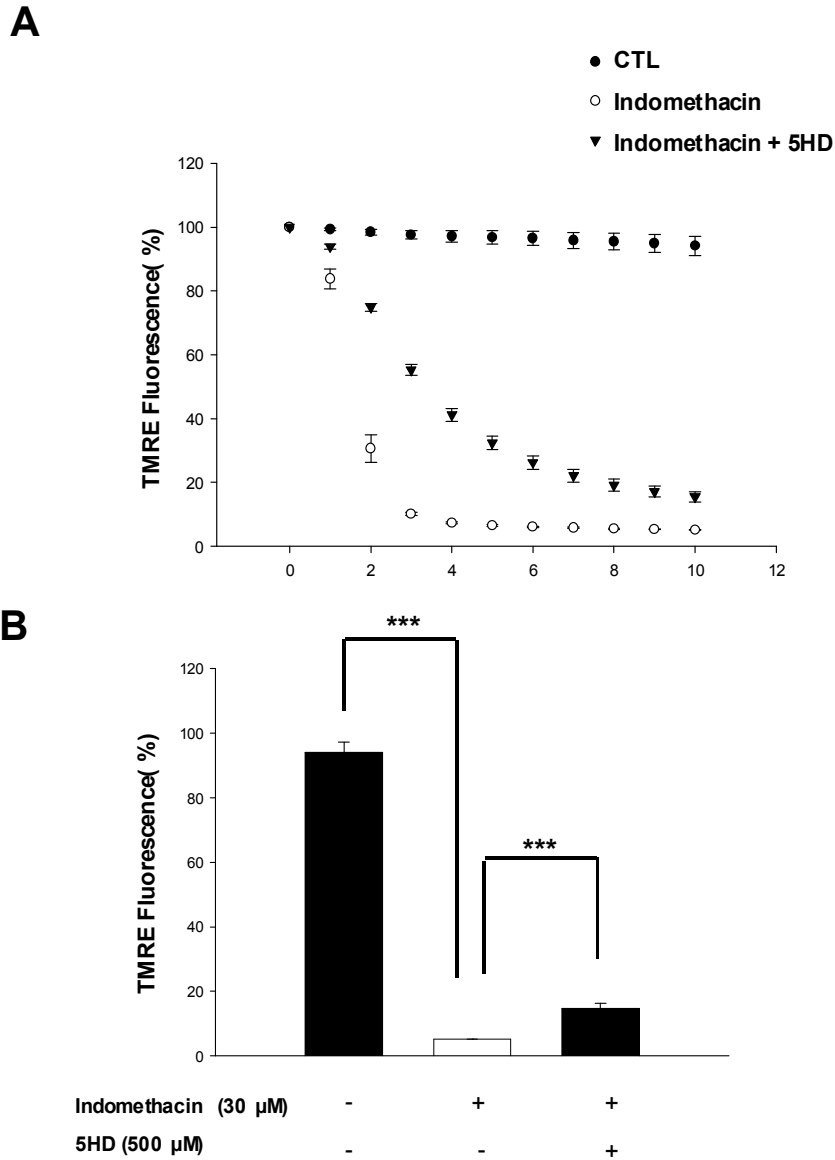 A
CTL
Indomethacin
Indomethacin + 5HD
TMRE Fluorescence( %)
120
100
80
60
40
20
0
0 2 4 6 8 10 12
B
***
***
TMRE Fluorescence( %)
120
100
80
60
40
20
0
Indomethacin (30 µM) - + +
5HD (500 µM) - - +